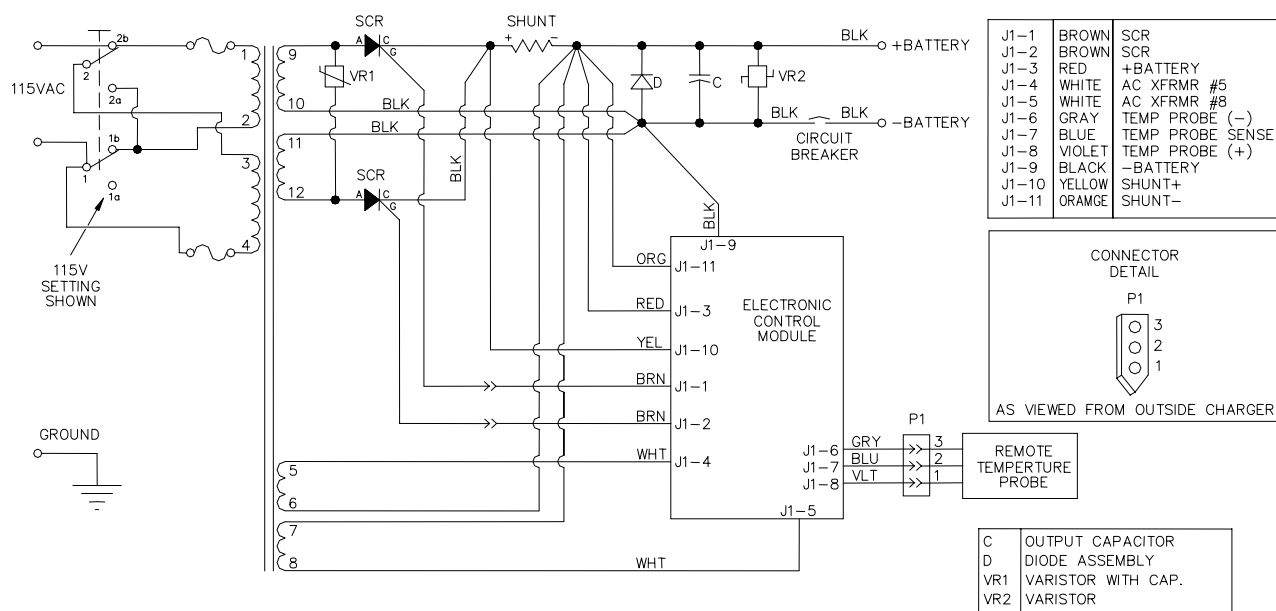 SCR
SHUNT
+ -
BLK
+BATTERY
2b
1
9
A C
G
VR1
2
115VAC
2a
10
BLK
D
C
VR2
2
BLK
BLK
BLK
-BATTERY
1b
11
CIRCUIT
BREAKER
3
SCR
BLK
1
12
A C
G
1a
BLK
4
115V
SETTING
SHOWN
J1-9
ORG
J1-11
RED
J1-3
ELECTRONIC
CONTROL
MODULE
YEL
J1-10
BRN
J1-1
BRN
J1-2
GROUND
WHT
J1-4
5
6
7
8
WHT
J1-5
J1-6
GRY
J1-7
BLU
J1-8
VLT
P1
3
2
1
REMOTE
TEMPERTURE
PROBE
J1-1 BROWN SCR
J1-2 BROWN SCR
J1-3 RED +BATTERY
J1-4 WHITE AC XFRMR #5
J1-5 WHITE AC XFRMR #8
J1-6 GRAY TEMP PROBE (-)
J1-7 BLUE TEMP PROBE SENSE
J1-8 VIOLET TEMP PROBE (+)
J1-9 BLACK -BATTERY
J1-10 YELLOW SHUNT+
J1-11 ORAMGE SHUNT-
CONNECTOR
DETAIL
P1
3
2
1
AS VIEWED FROM OUTSIDE CHARGER
C OUTPUT CAPACITOR
D DIODE ASSEMBLY
VR1 VARISTOR WITH CAP.
VR2 VARISTOR